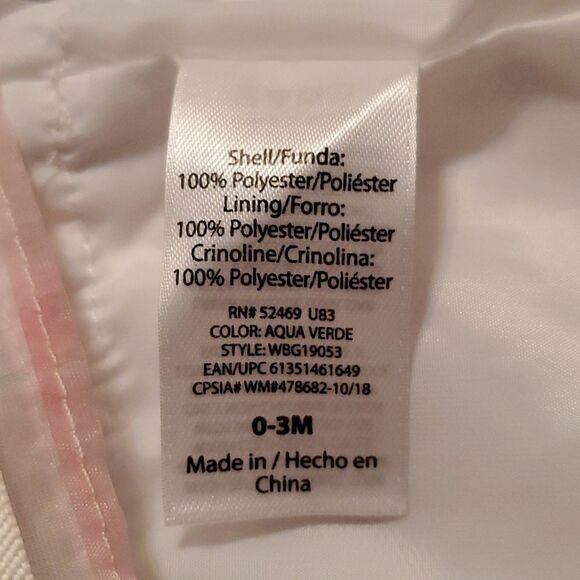 Shell/Funda:
100% Polyester/Poliéster
Lining/Forro:
100% Polyester/Poliéster
Crinoline/Crinolina:
100% Polyester/Poliéster
RN# 52469 U83
COLOR: AQUA VERDE
STYLE: WBG19053
EAN/UPC 61351461649
CPSIA# WM#478682-10/18
0-3M
Made in / Hecho en
China